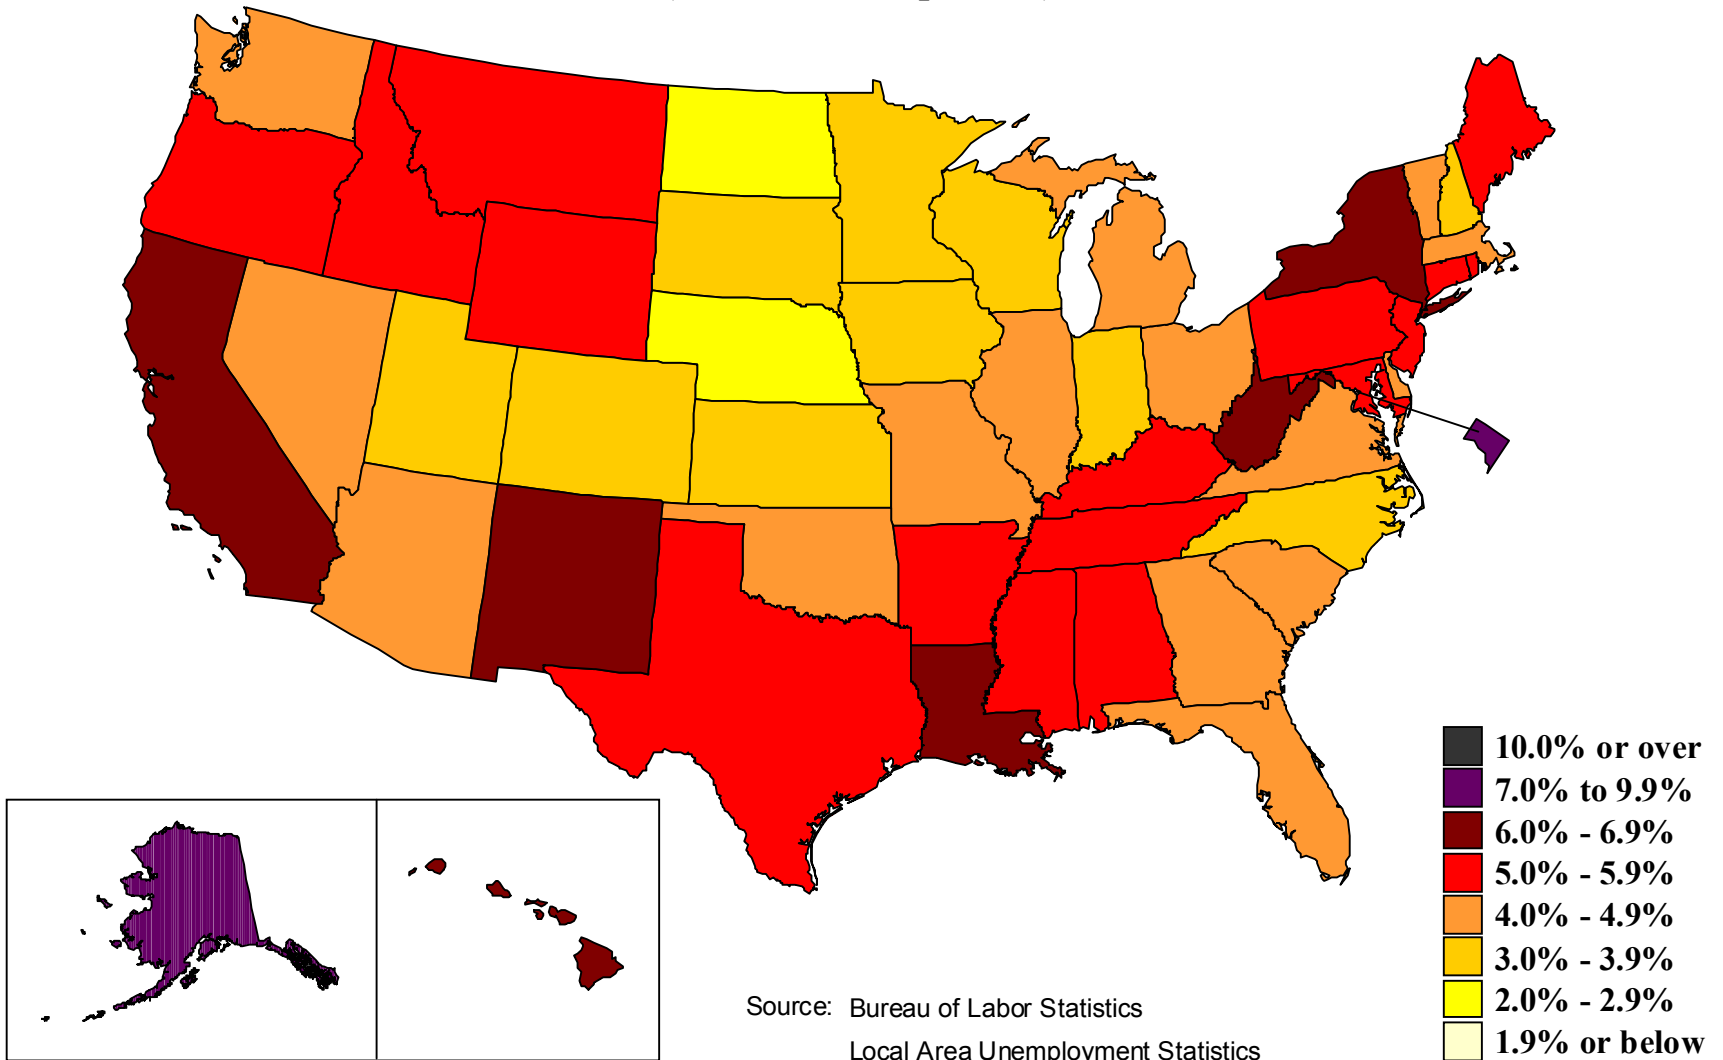 10.0% or over
7.0% to 9.9%
6.0% - 6.9%
5.0% - 5.9%
4.0% - 4.9%
3.0% - 3.9%
2.0% - 2.9%
1.9% or below
Source: Bureau of Labor Statistics
Local Area Unemployment Statistics